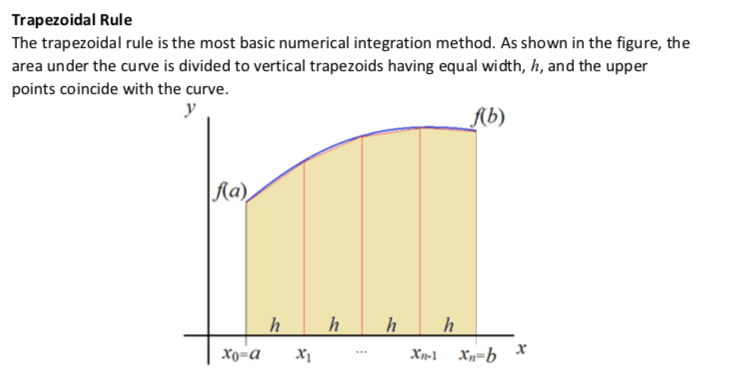 Trapezoidal Rule
The trapezoidal rule is the most basic numerical integration method. As shown in the figure, the
area under the curve is divided to vertical trapezoids having equal width, h, and the upper
points coincide with the curve.
y
f(b)
f(a)
h h h h
x₀=a x₁ ... xₙ₋₁ xₙ=b x